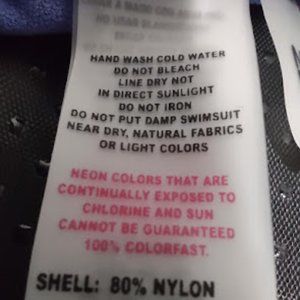 HAND WASH COLD WATER
DO NOT BLEACH
LINE DRY NOT
IN DIRECT SUNLIGHT
DO NOT IRON
DO NOT PUT DAMP SWIMSUIT
NEAR DRY, NATURAL FABRICS
OR LIGHT COLORS
NEON COLORS THAT ARE
CONTINUALLY EXPOSED TO
CHLORINE AND SUN
CANNOT BE GUARANTEED
100% COLORFAST.
SHELL: 80% NYLON